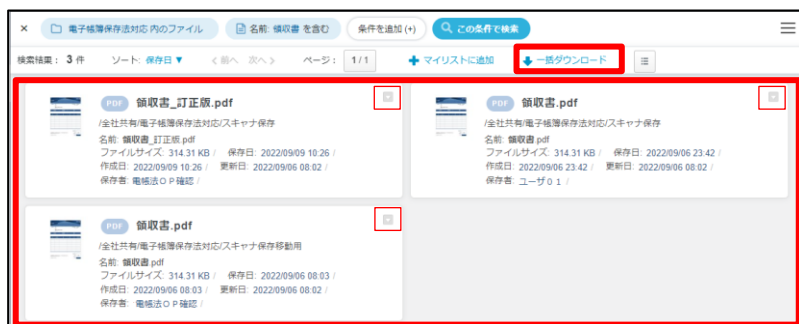 × 電子帳簿保存法対応 内のファイル 名前: 領収書 を含む 条件を追加 (+) この条件で検索
検索結果： 3 件 ソート: 保存日 ▼ < 前へ 次へ > ページ： 1 / 1 マイリストに追加 一括ダウンロード
PDF 領収書_訂正版.pdf
/全社共有/電子帳簿保存法対応/スキャナ保存
名前: 領収書_訂正版.pdf
ファイルサイズ: 314.31 KB / 保存日: 2022/09/09 10:26 /
作成日: 2022/09/09 10:26 / 更新日: 2022/09/06 08:02 /
保存者: 電帳法ＯＰ確認 /
PDF 領収書.pdf
/全社共有/電子帳簿保存法対応/スキャナ保存
名前: 領収書.pdf
ファイルサイズ: 314.31 KB / 保存日: 2022/09/06 23:42 /
作成日: 2022/09/06 23:42 / 更新日: 2022/09/06 08:02 /
保存者: ユーザ０１ /
PDF 領収書.pdf
/全社共有/電子帳簿保存法対応/スキャナ保存移動用
名前: 領収書.pdf
ファイルサイズ: 314.31 KB / 保存日: 2022/09/06 08:03 /
作成日: 2022/09/06 08:03 / 更新日: 2022/09/06 08:02 /
保存者: 電帳法ＯＰ確認 /